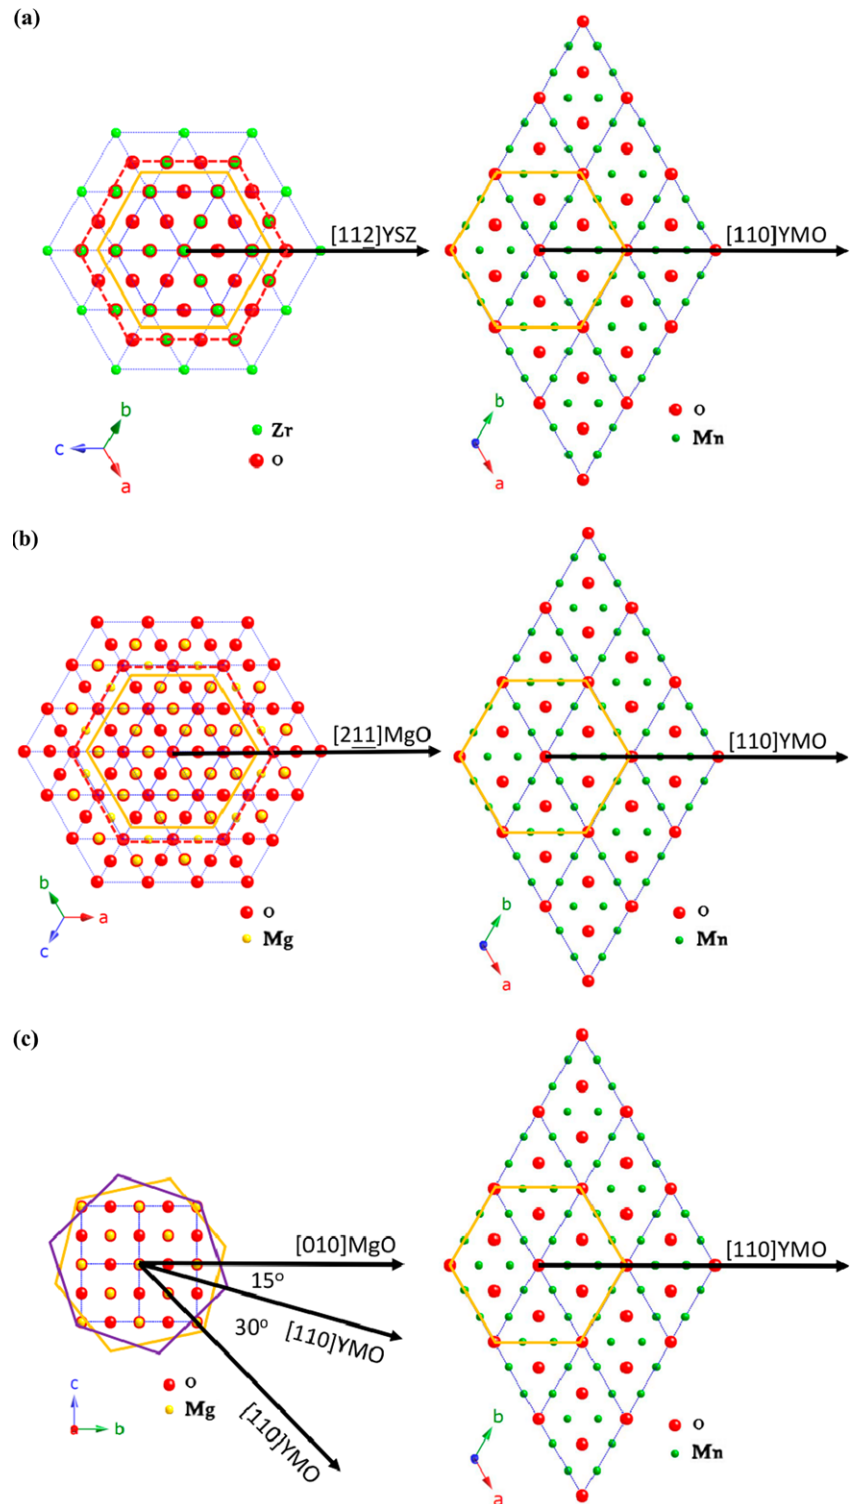 (a)
[112]YSZ
[110]YMO
b
c
a
Zr
O
b
a
O
Mn
(b)
[211]MgO
[110]YMO
b
a
c
O
Mg
b
a
O
Mn
(c)
[010]MgO
15°
[110]YMO
30°
[110]YMO
[110]YMO
c
a
b
O
Mg
b
a
O
Mn